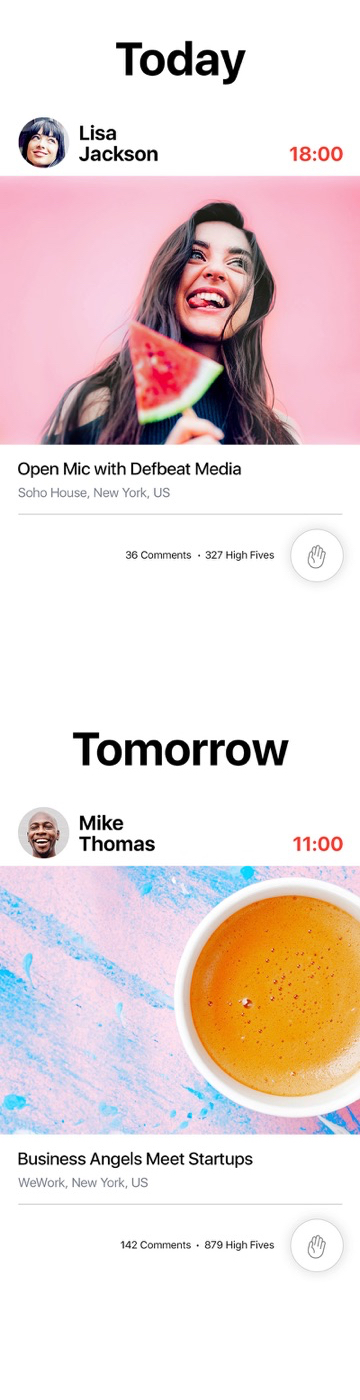 Today
Lisa
Jackson
18:00
Open Mic with Defbeat Media
Soho House, New York, US
36 Comments • 327 High Fives
Tomorrow
Mike
Thomas
11:00
Business Angels Meet Startups
WeWork, New York, US
142 Comments • 879 High Fives